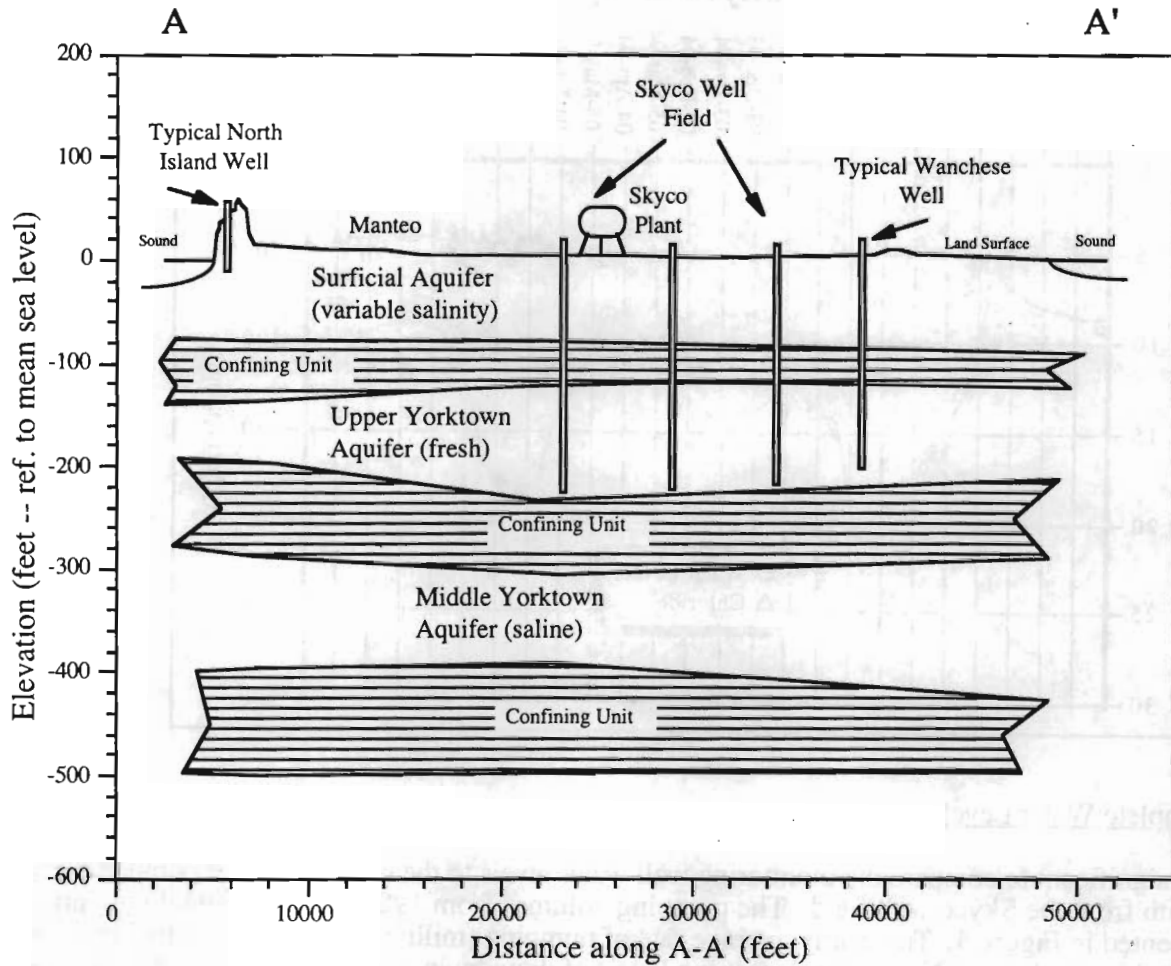 A
A'
200
100
0
-100
-200
-300
-400
-500
-600
Elevation (feet -- ref. to mean sea level)
Typical North
Island Well
Skyco Well
Field
Typical Wanchese
Well
Skyco
Plant
Sound
Manteo
Land Surface
Sound
Surficial Aquifer
(variable salinity)
Confining Unit
Upper Yorktown
Aquifer (fresh)
Confining Unit
Middle Yorktown
Aquifer (saline)
Confining Unit
0
10000
20000
30000
40000
50000
Distance along A-A' (feet)